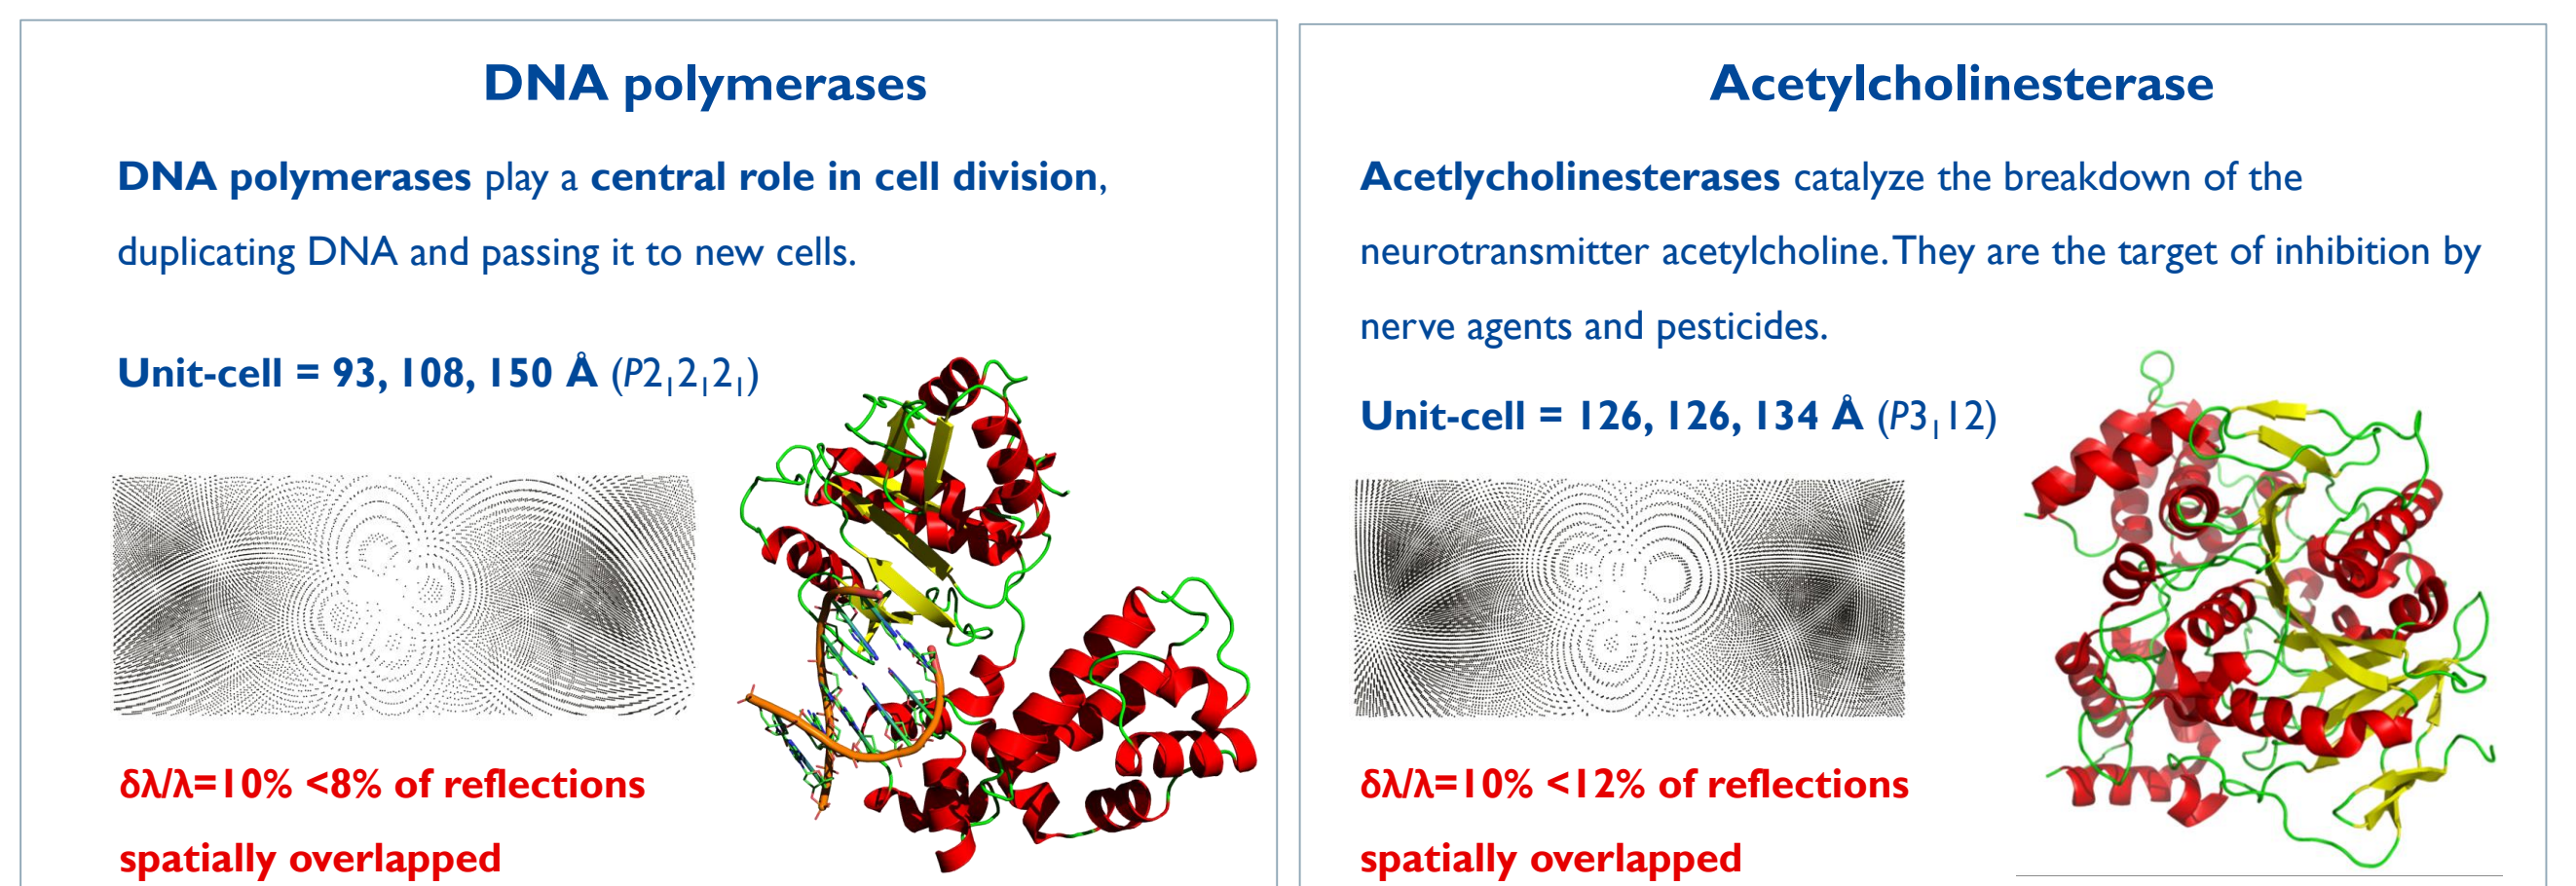 DNA polymerases
DNA polymerases play a central role in cell division,
duplicating DNA and passing it to new cells.
Unit-cell = 93, 108, 150 Å (P2₁2₁2₁)
δλ/λ=10% <8% of reflections
spatially overlapped
Acetylcholinesterase
Acetlycholinesterases catalyze the breakdown of the
neurotransmitter acetylcholine. They are the target of inhibition by
nerve agents and pesticides.
Unit-cell = 126, 126, 134 Å (P3₁12)
δλ/λ=10% <12% of reflections
spatially overlapped